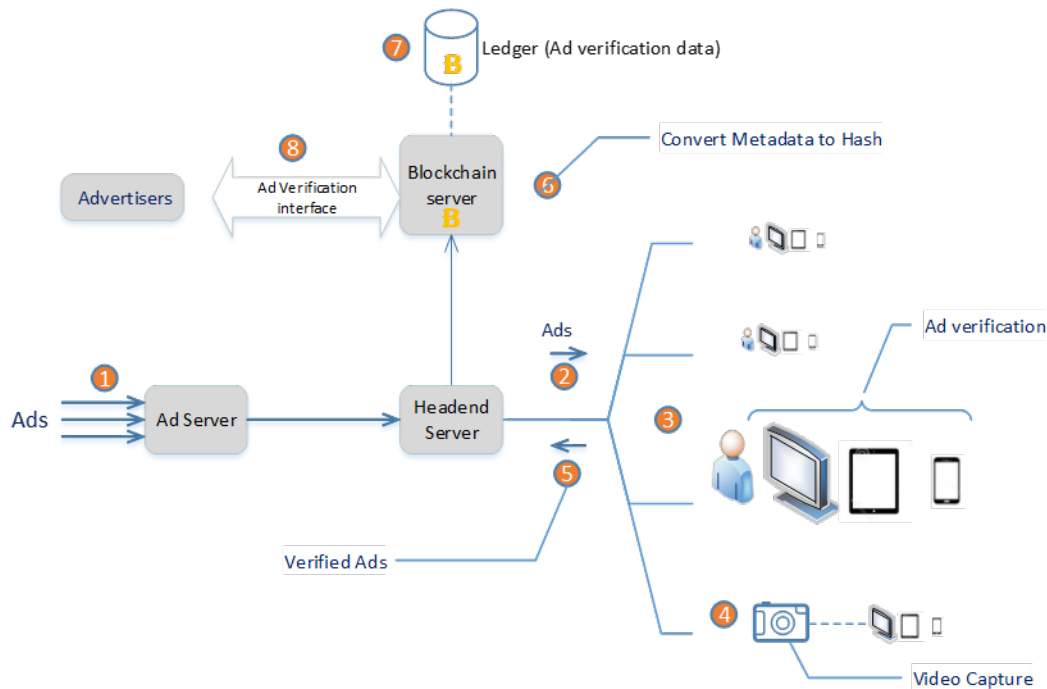 7
Ledger (Ad verification data)
B
8
Convert Metadata to Hash
Blockchain
server
B
6
Advertisers
Ad Verification
interface
Ads
2
Ad verification
1
Ads
Ad Server
Headend
Server
3
5
Verified Ads
4
Video Capture